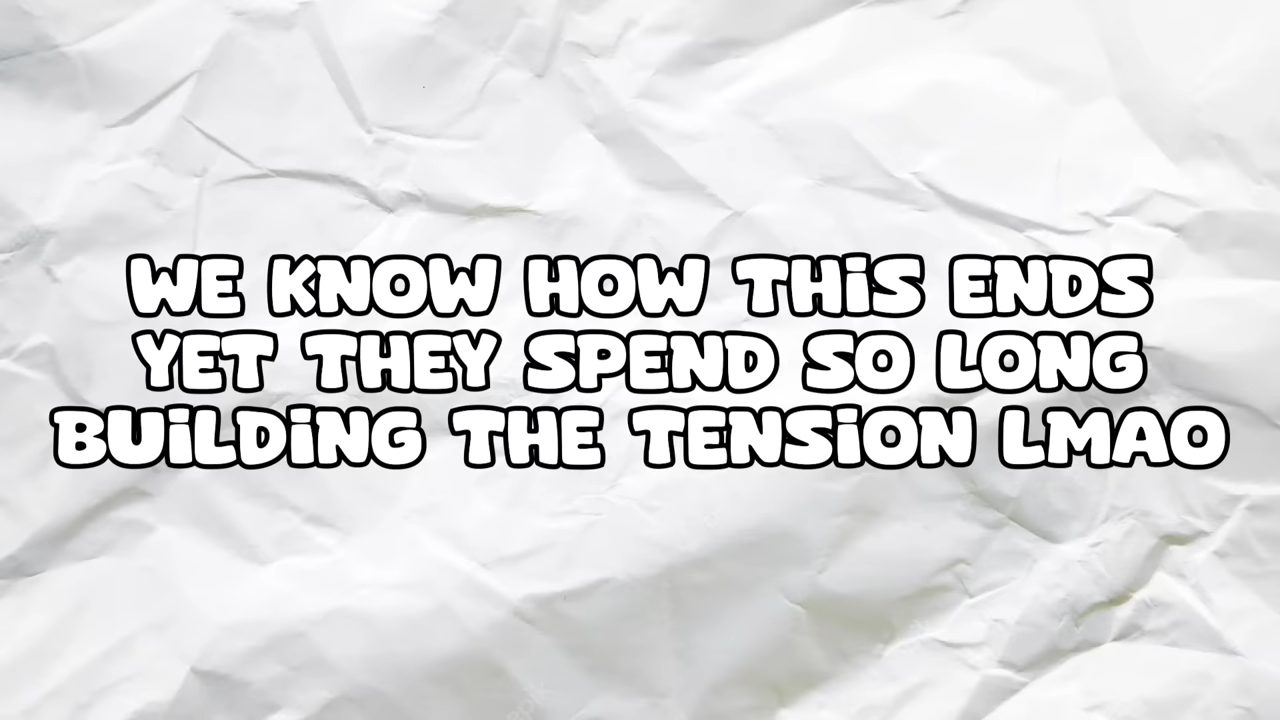 WE KNOW HOW THiS ENDS
YET THEY SPEND SO LONG
BUiLDiNG THE TENSiON LMAO